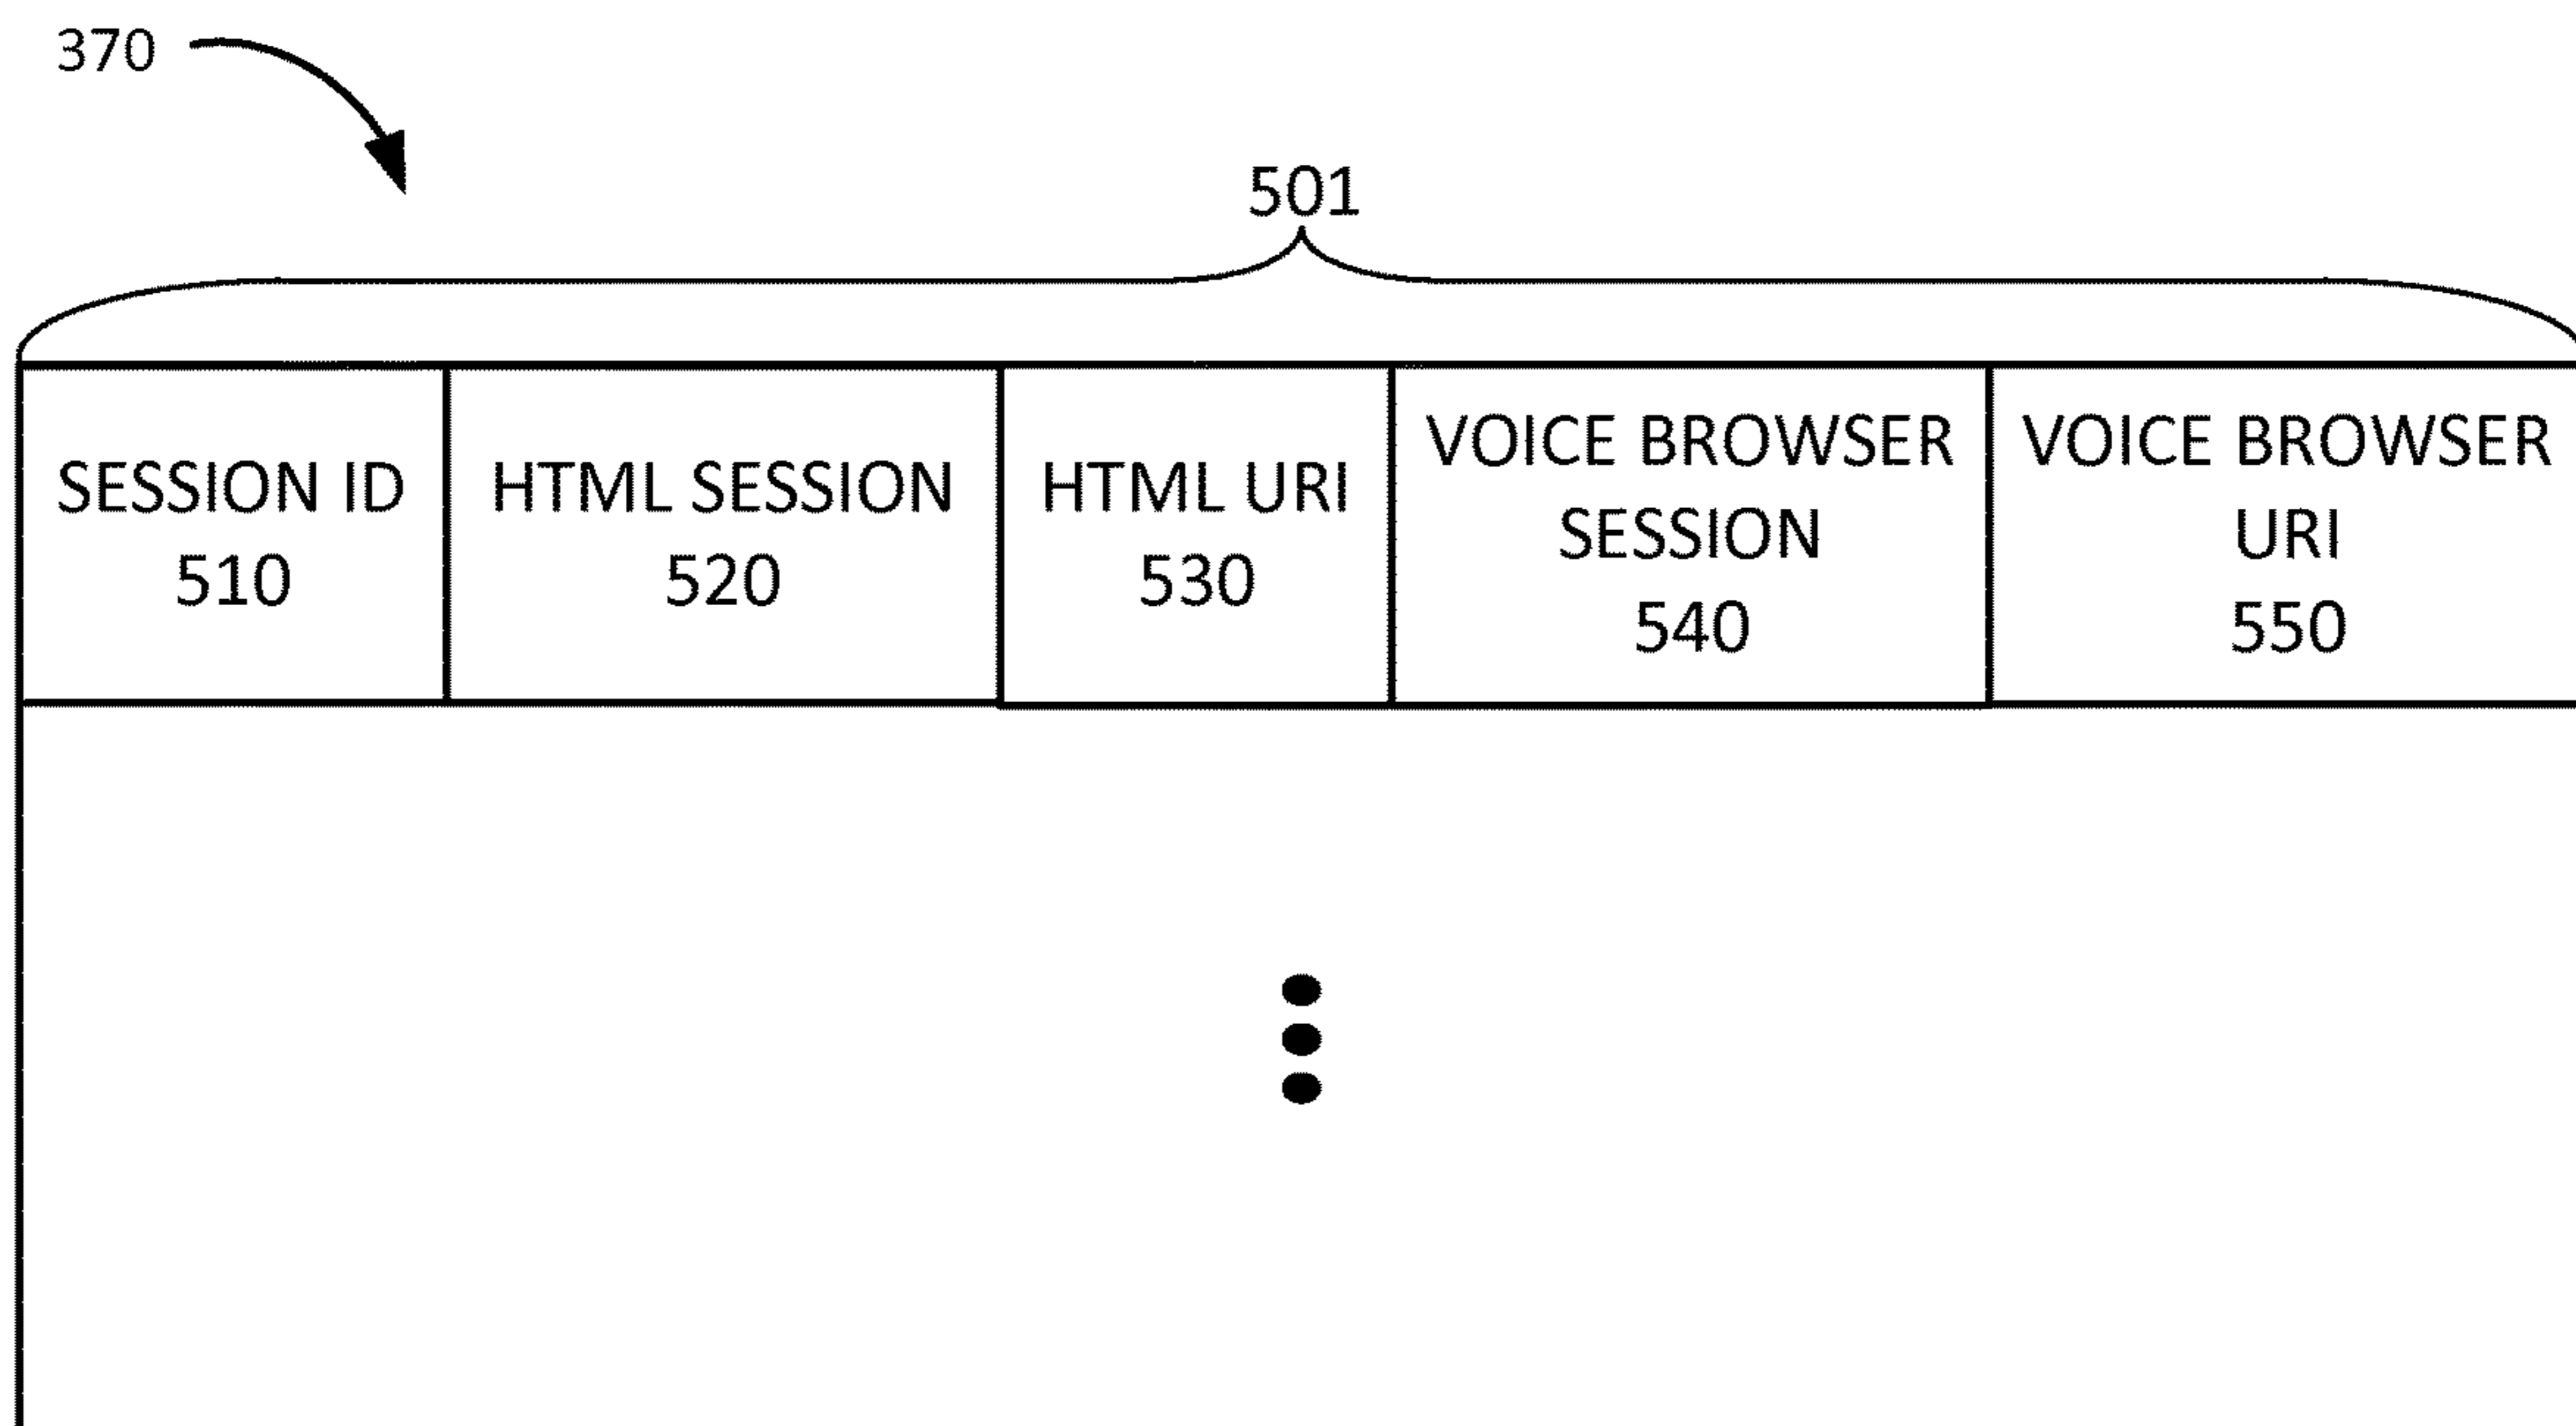 370
501
SESSION ID
510
HTML SESSION
520
HTML URI
530
VOICE BROWSER
SESSION
540
VOICE BROWSER
URI
550